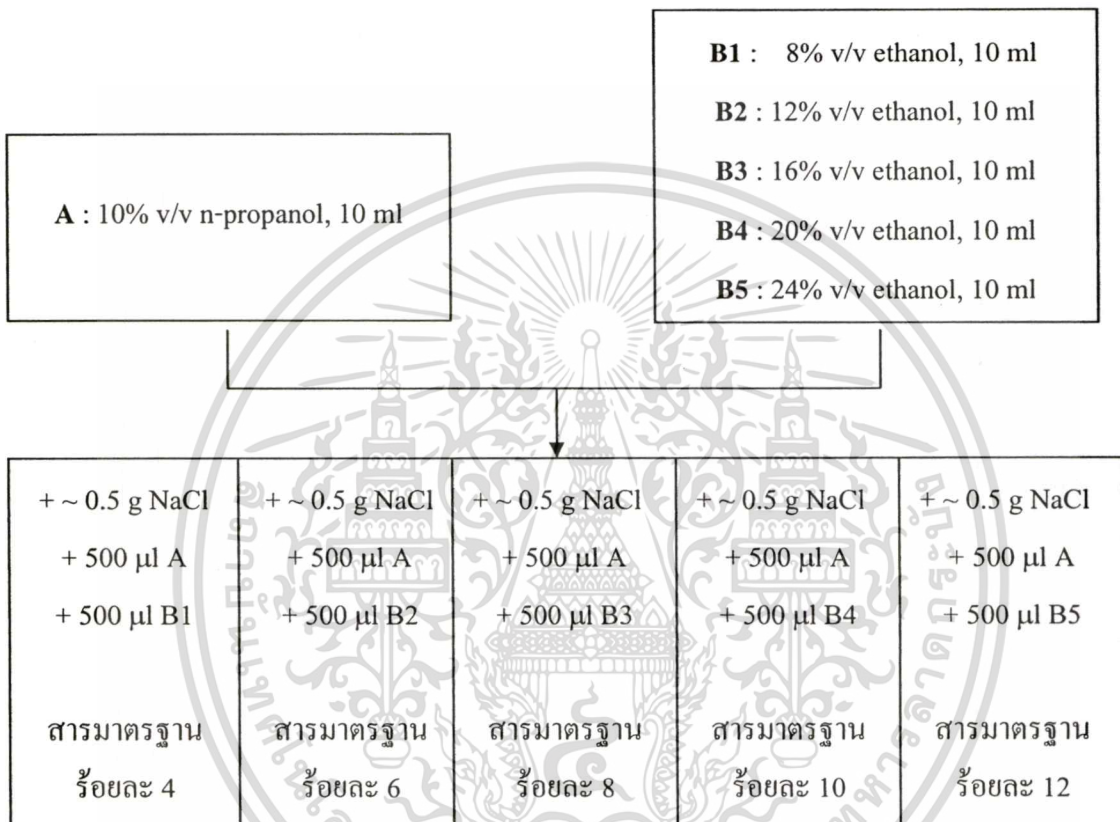 A : 10% v/v n-propanol, 10 ml
B1 : 8% v/v ethanol, 10 ml
B2 : 12% v/v ethanol, 10 ml
B3 : 16% v/v ethanol, 10 ml
B4 : 20% v/v ethanol, 10 ml
B5 : 24% v/v ethanol, 10 ml
+ ~ 0.5 g NaCl
+ 500 µl A
+ 500 µl B1
สารมาตรฐาน
ร้อยละ 4
+ ~ 0.5 g NaCl
+ 500 µl A
+ 500 µl B2
สารมาตรฐาน
ร้อยละ 6
+ ~ 0.5 g NaCl
+ 500 µl A
+ 500 µl B3
สารมาตรฐาน
ร้อยละ 8
+ ~ 0.5 g NaCl
+ 500 µl A
+ 500 µl B4
สารมาตรฐาน
ร้อยละ 10
+ ~ 0.5 g NaCl
+ 500 µl A
+ 500 µl B5
สารมาตรฐาน
ร้อยละ 12